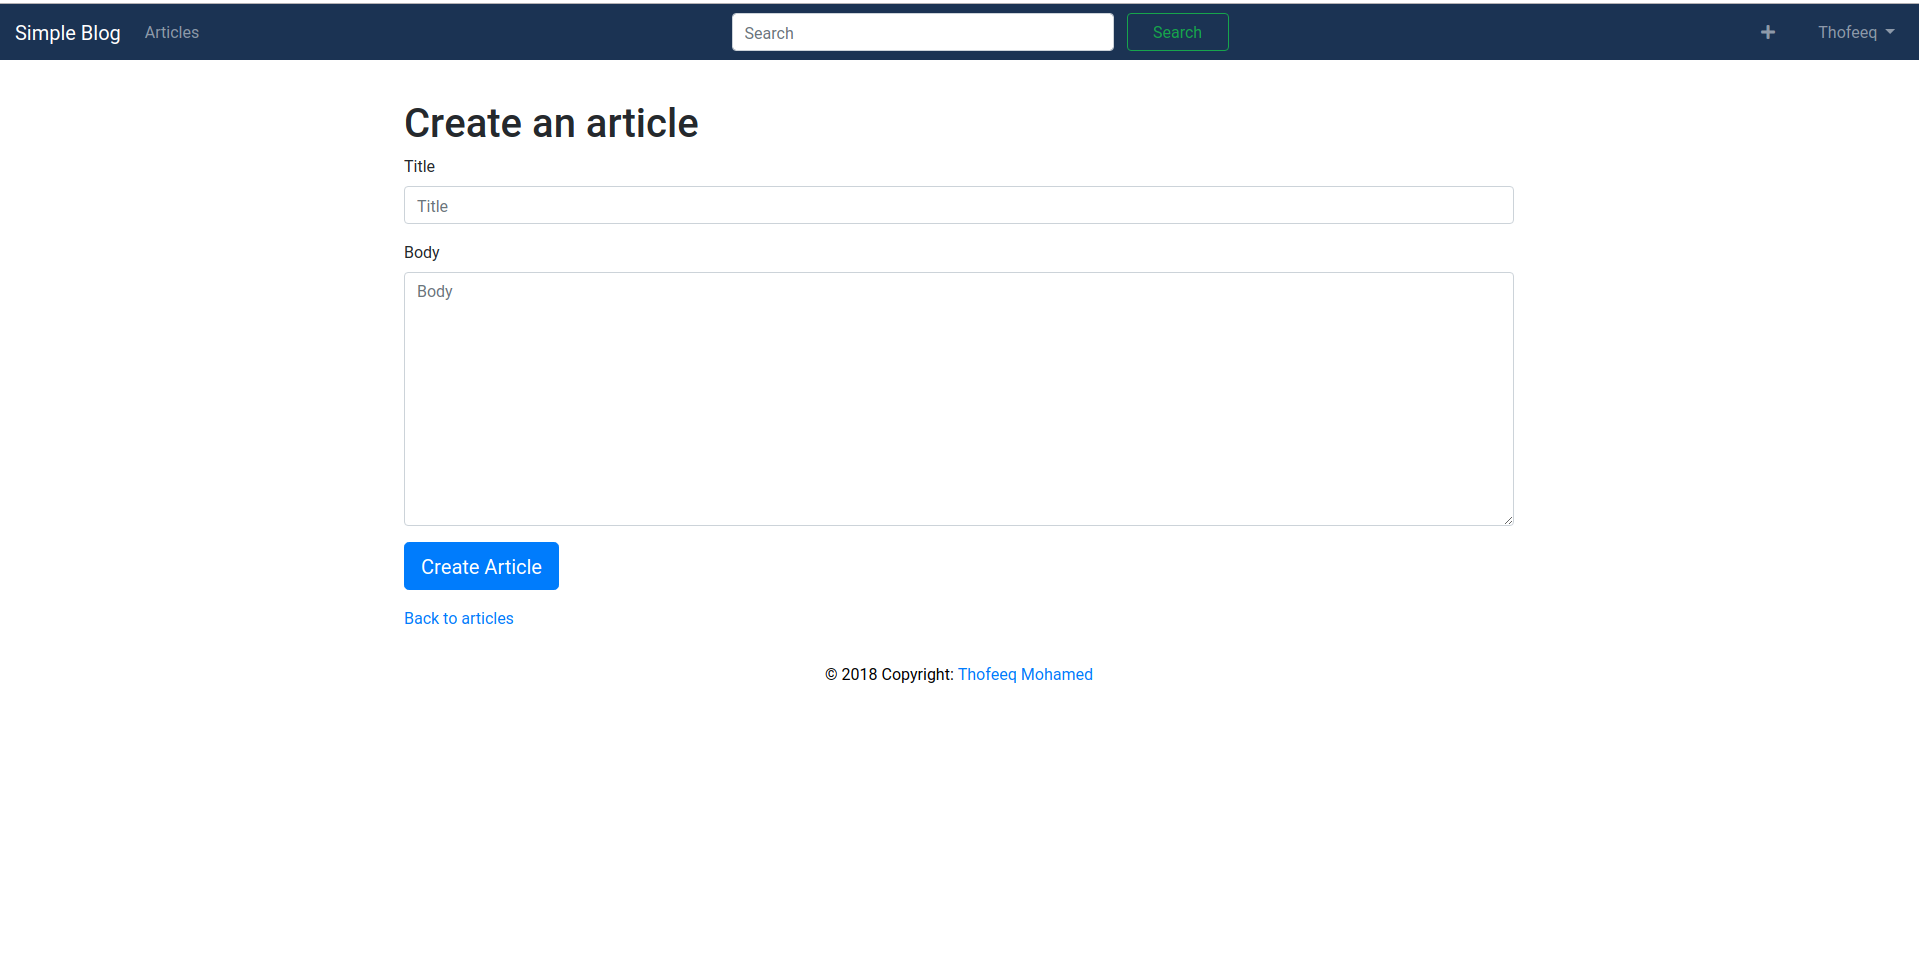 Simple Blog Articles Search Search + Thofeeq
Create an article
Title
Title
Body
Body
Create Article
Back to articles
© 2018 Copyright: Thofeeq Mohamed